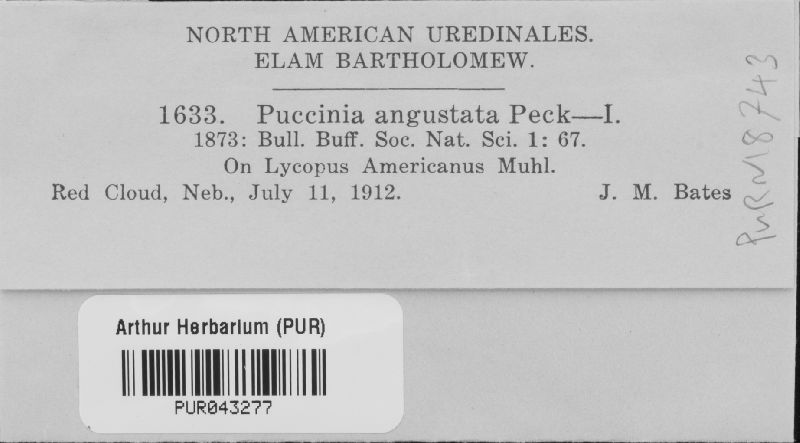 NORTH AMERICAN UREDINALES.
ELAM BARTHOLOMEW.
1633. Puccinia angustata Peck—I.
1873: Bull. Buff. Soc. Nat. Sci. 1: 67.
On Lycopus Americanus Muhl.
Red Cloud, Neb., July 11, 1912. J. M. Bates
PURN18743
Arthur Herbarium (PUR)
PUR043277